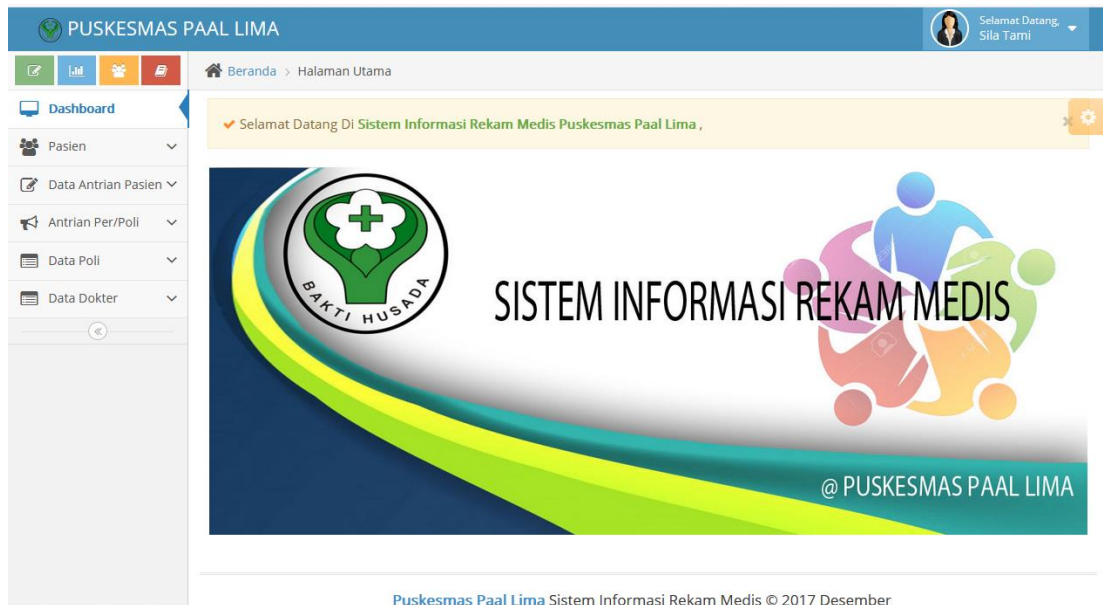 PUSKESMAS PAAL LIMA
Selamat Datang,
Sila Tami
Beranda > Halaman Utama
Dashboard
Pasien
Data Antrian Pasien
Antrian Per/Poli
Data Poli
Data Dokter
Selamat Datang Di Sistem Informasi Rekam Medis Puskesmas Paal Lima ,
BAKTI HUSADA
SISTEM INFORMASI REKAM MEDIS
@ PUSKESMAS PAAL LIMA
Puskesmas Paal Lima Sistem Informasi Rekam Medis © 2017 Desember